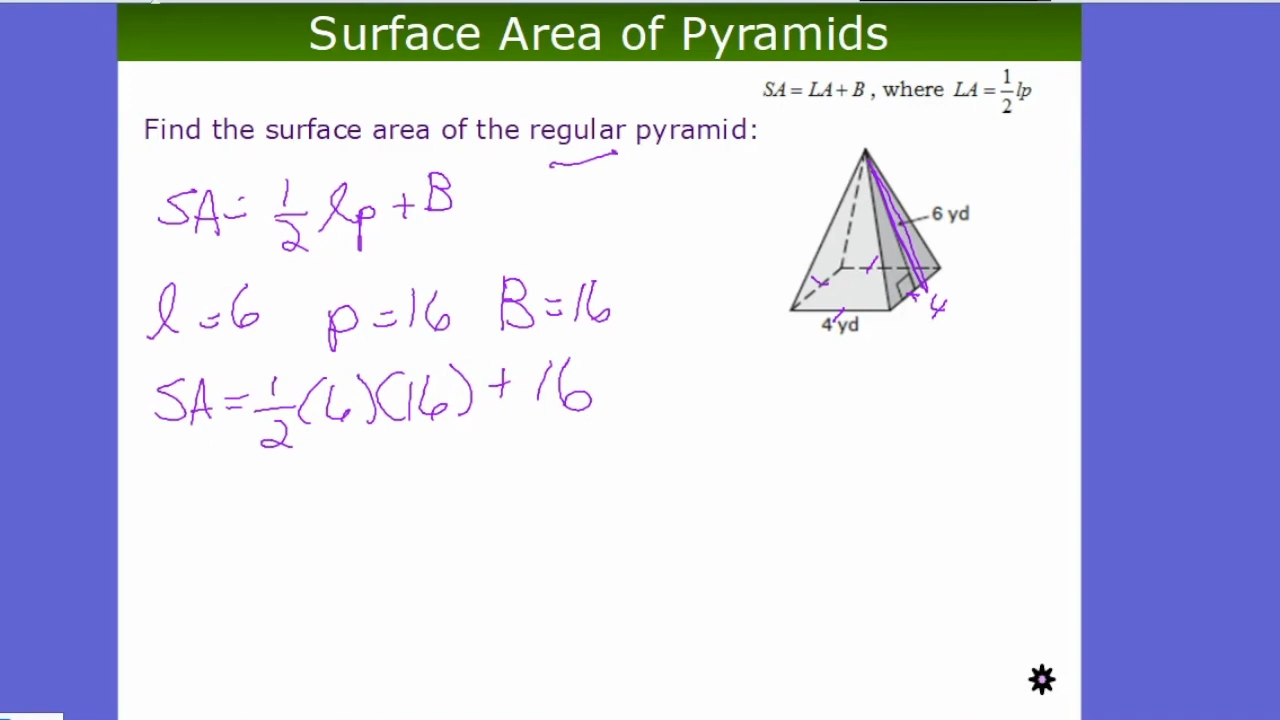 Surface Area of Pyramids
SA = LA + B , where LA = 1/2 lp
Find the surface area of the regular pyramid:
SA = 1/2 lp + B
6 yd
l = 6 p = 16 B = 16
4
4 yd
SA = 1/2 (6)(16) + 16